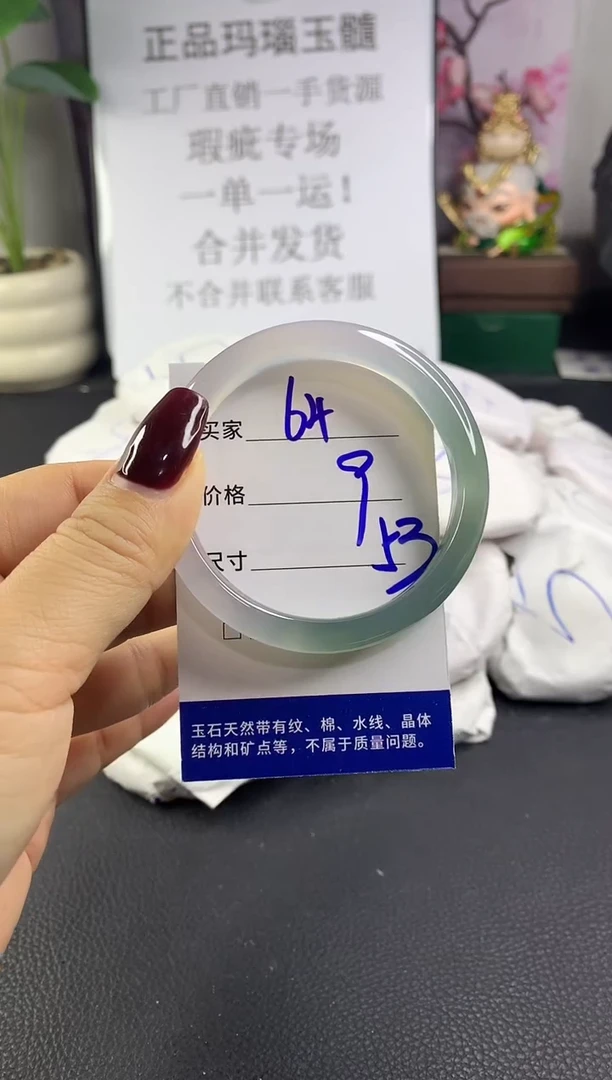 正品玛瑙玉髓
工厂直销一手货源
瑕疵专场
一单一运！
合并发货
不合并联系客服
买家 64
价格 9
尺寸 53
玉石天然带有纹、棉、水线、晶体
结构和矿点等，不属于质量问题。